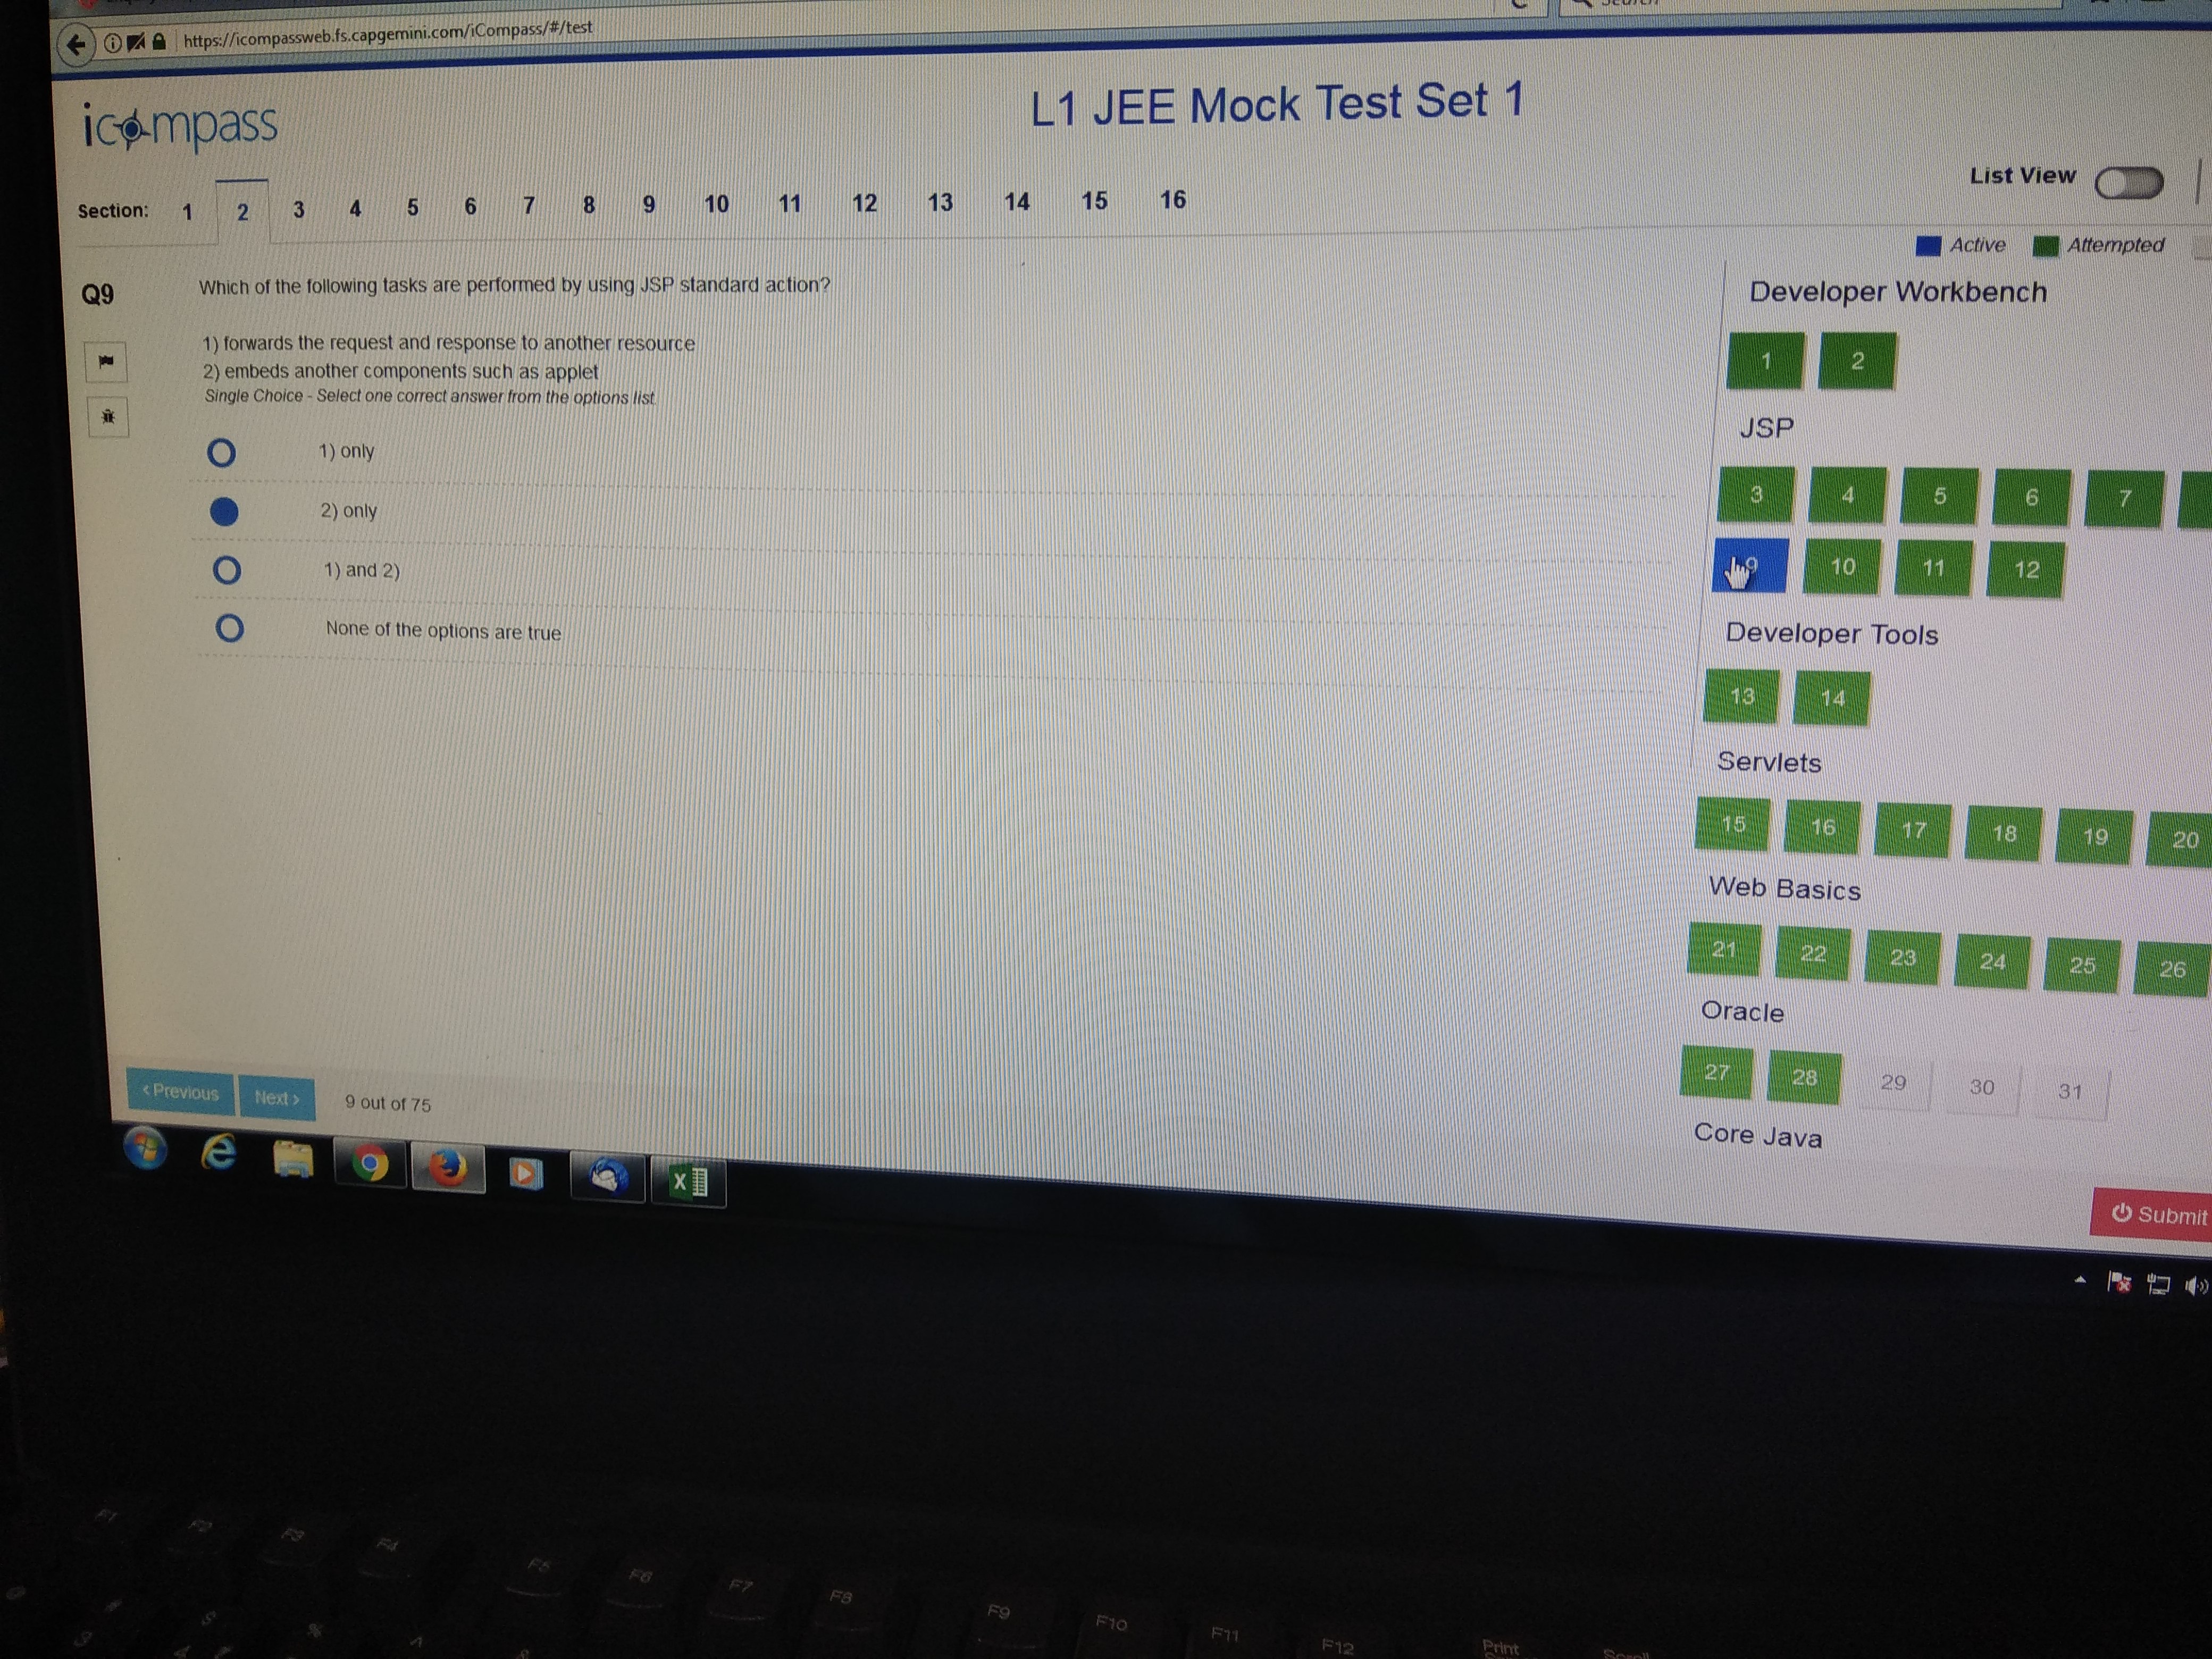 https://icompassweb.fs.capgemini.com/iCompass/#/test
icompass
L1 JEE Mock Test Set 1
List View
Section: 1 2 3 4 5 6 7 8 9 10 11 12 13 14 15 16
Active Attempted
Q9
Which of the following tasks are performed by using JSP standard action?
1) forwards the request and response to another resource
2) embeds another components such as applet
Single Choice - Select one correct answer from the options list
1) only
2) only
1) and 2)
None of the options are true
Developer Workbench
1 2
JSP
3 4 5 6 7
9 10 11 12
Developer Tools
13 14
Servlets
15 16 17 18 19 20
Web Basics
21 22 23 24 25 26
Oracle
27 28 29 30 31
Core Java
< Previous Next > 9 out of 75
Submit
F1 F2 F3 F4 F5 F6 F7 F8 F9 F10 F11 F12 Print